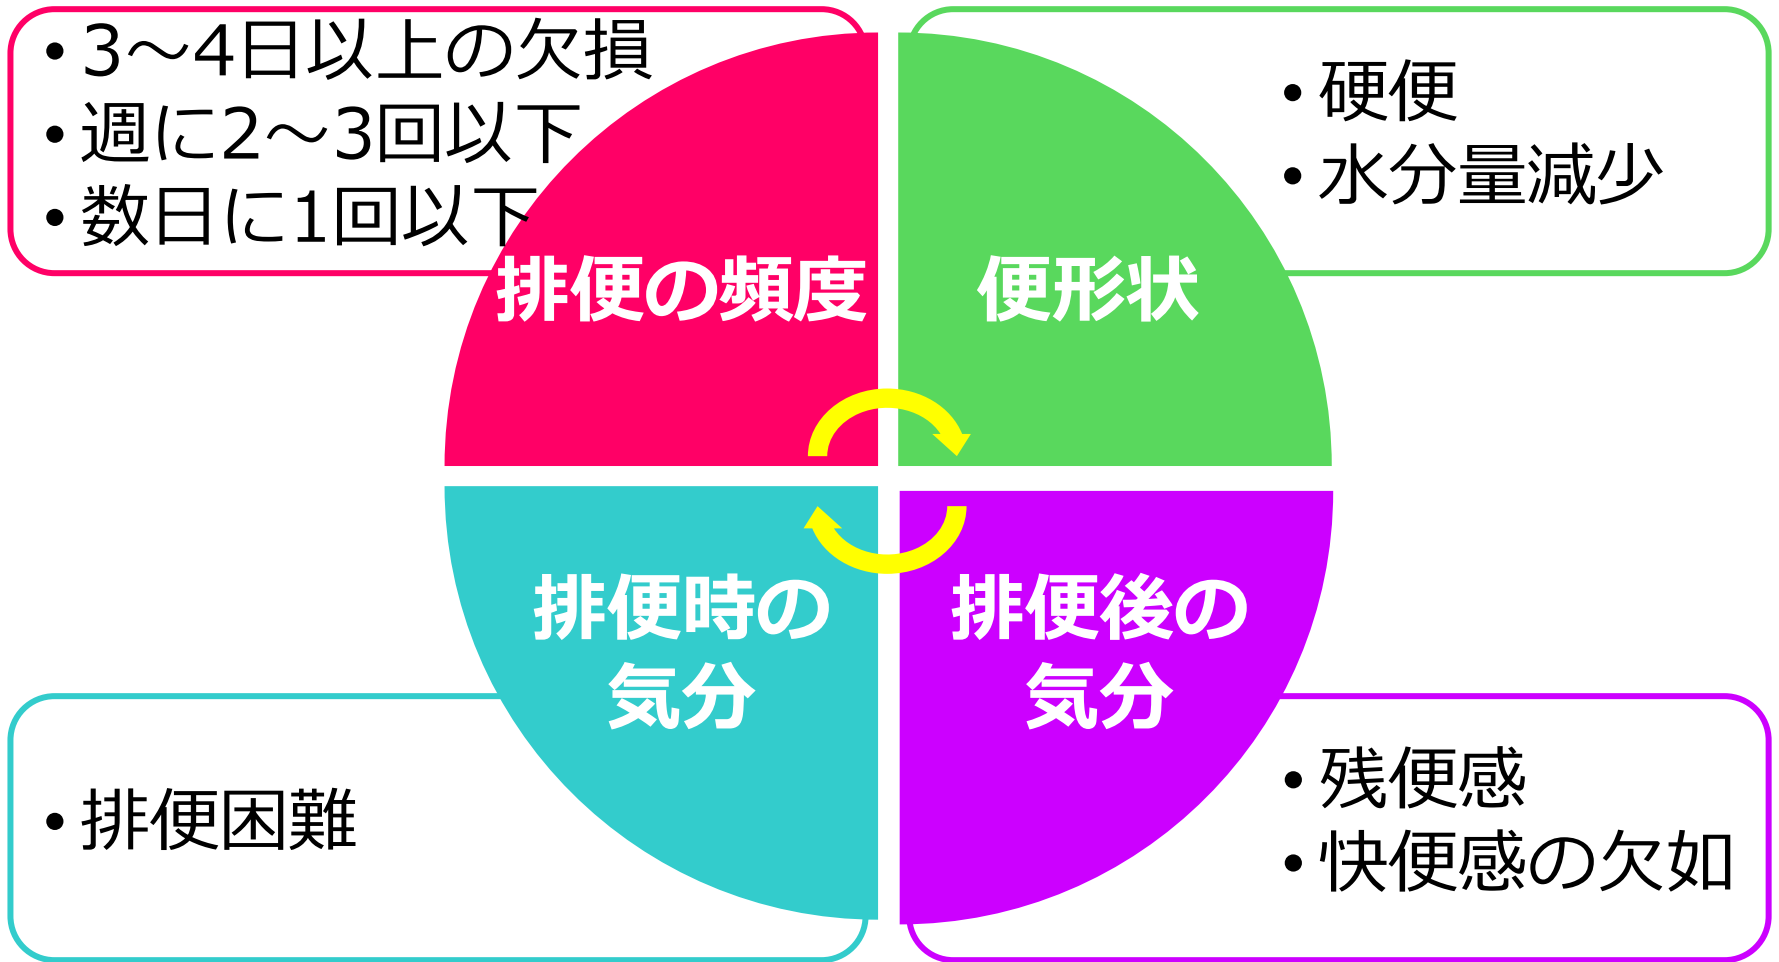 • 3～4日以上の欠損
• 週に2～3回以下
• 数日に1回以下
排便の頻度
• 硬便
• 水分量減少
便形状
排便時の
気分
• 排便困難
排便後の
気分
• 残便感
• 快便感の欠如